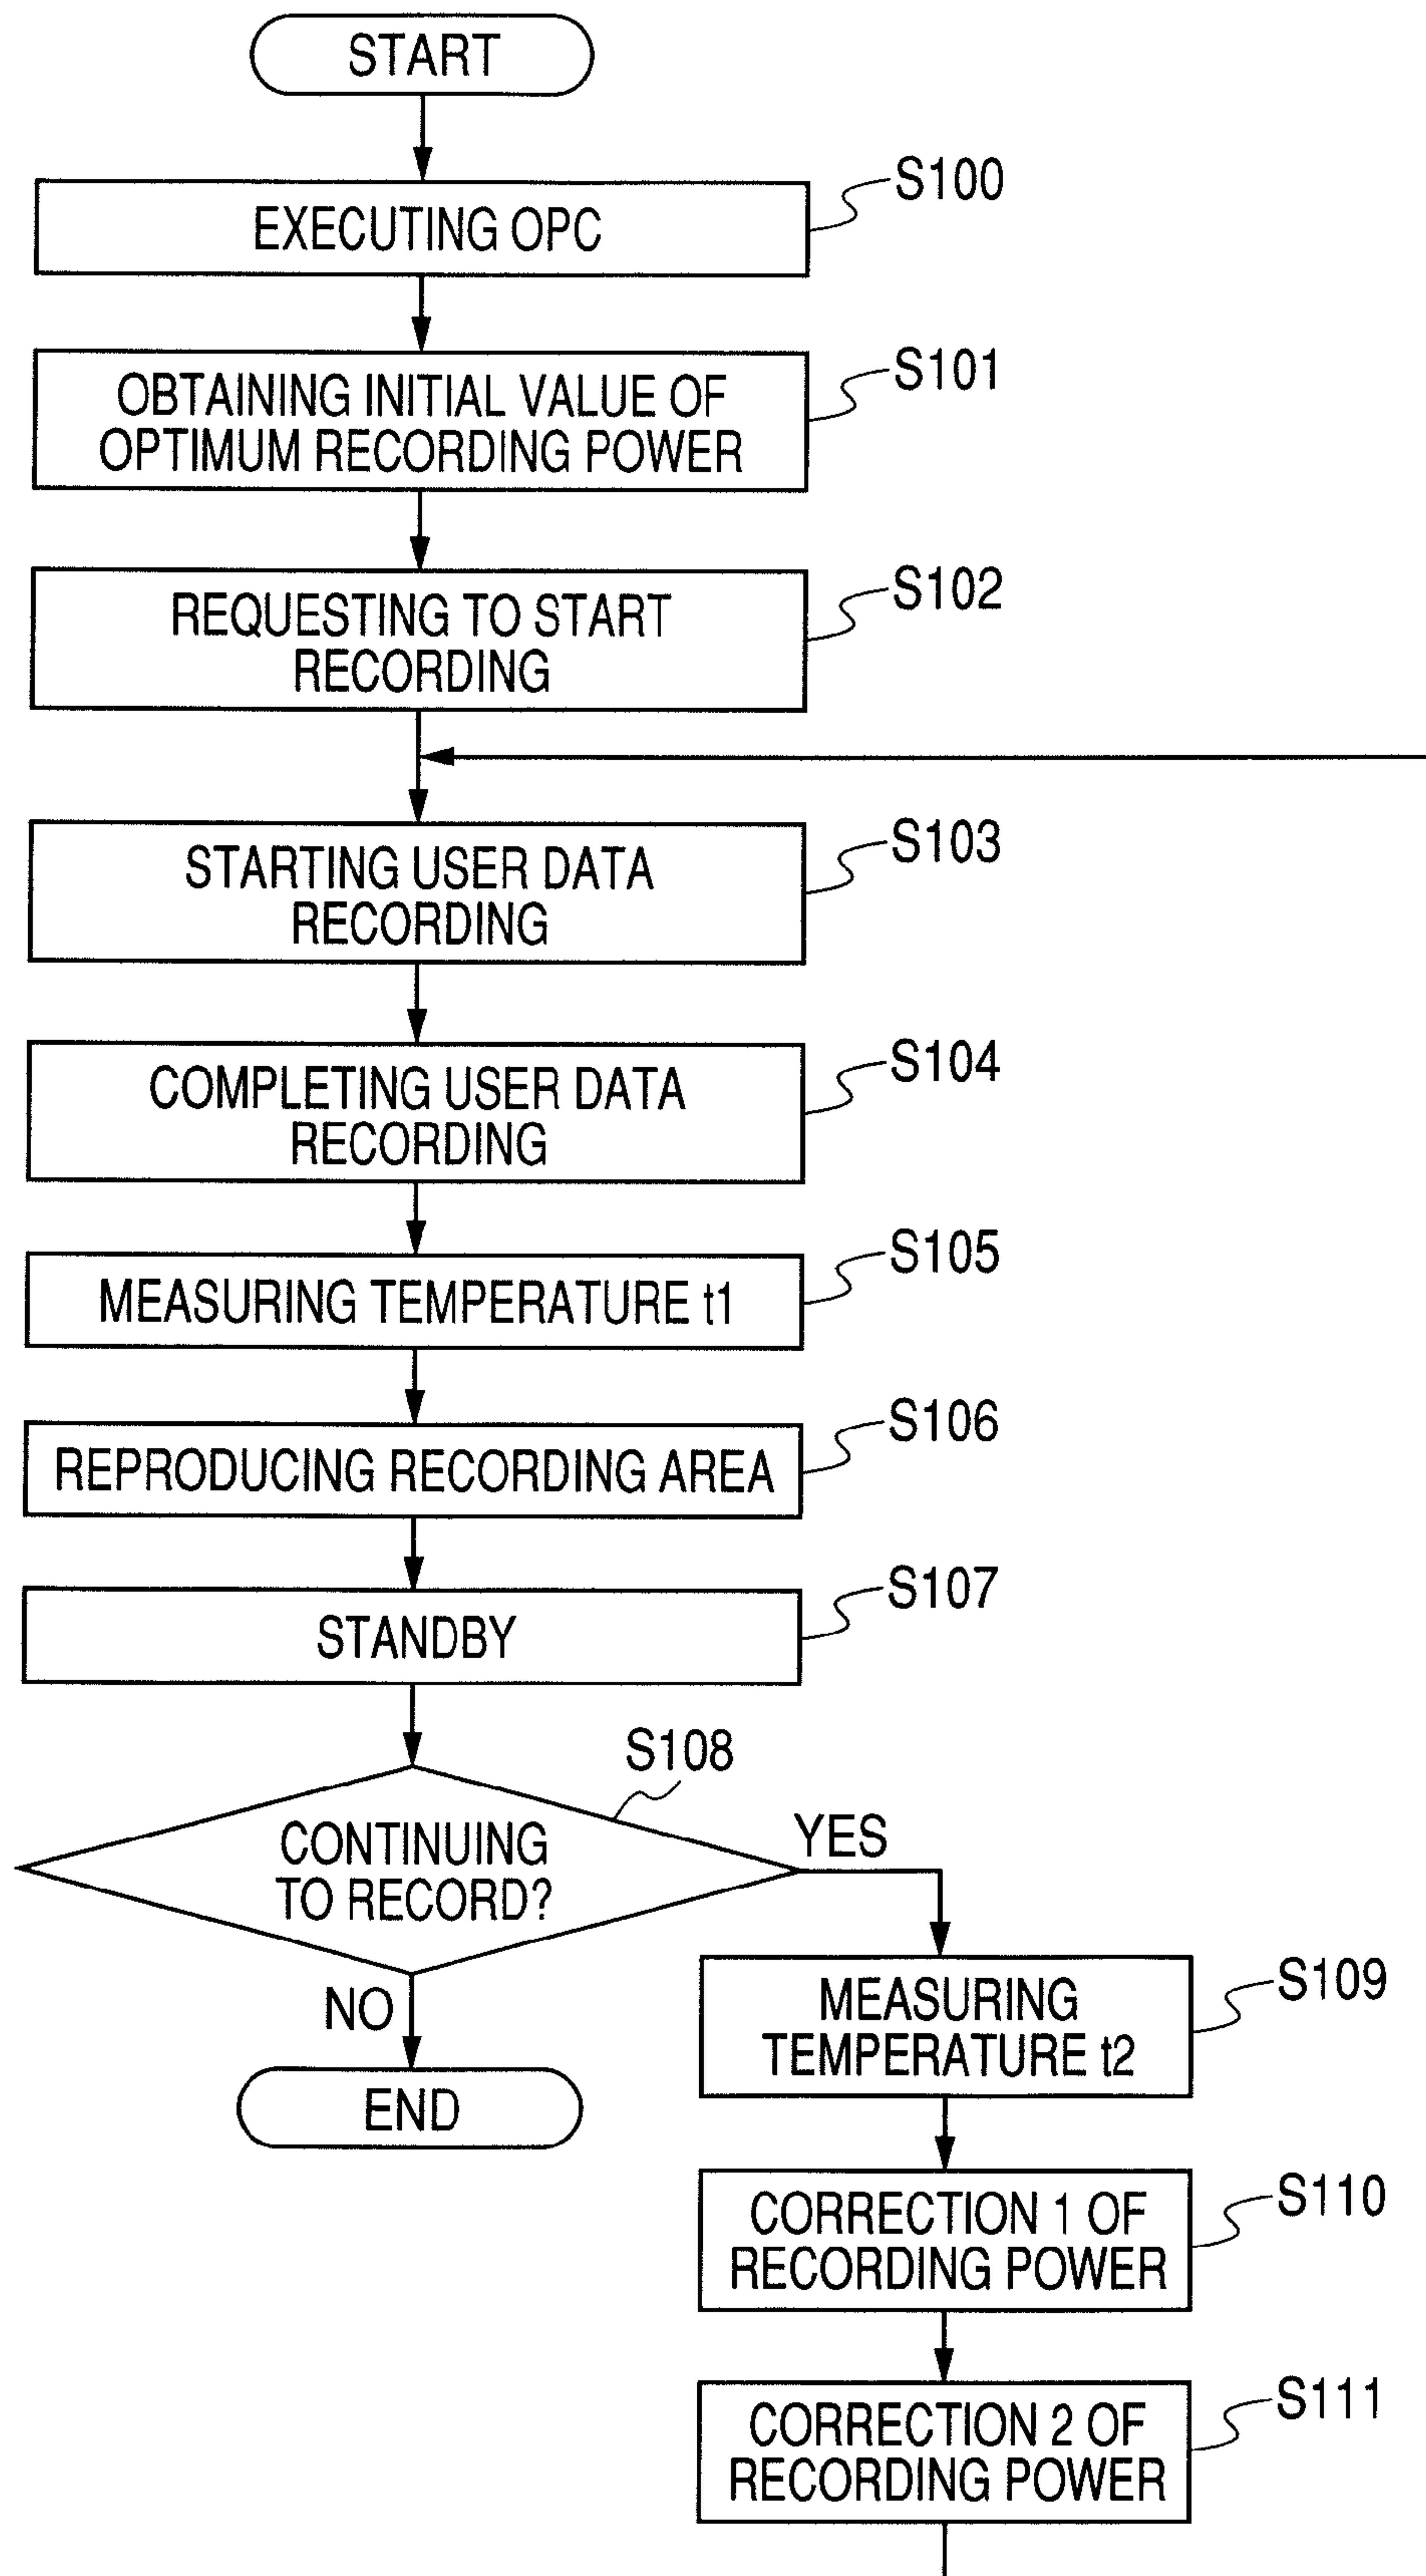 START
S100
EXECUTING OPC
S101
OBTAINING INITIAL VALUE OF
OPTIMUM RECORDING POWER
S102
REQUESTING TO START
RECORDING
S103
STARTING USER DATA
RECORDING
S104
COMPLETING USER DATA
RECORDING
S105
MEASURING TEMPERATURE t1
S106
REPRODUCING RECORDING AREA
S107
STANDBY
S108
CONTINUING
TO RECORD?
YES
NO
END
S109
MEASURING
TEMPERATURE t2
S110
CORRECTION 1 OF
RECORDING POWER
S111
CORRECTION 2 OF
RECORDING POWER